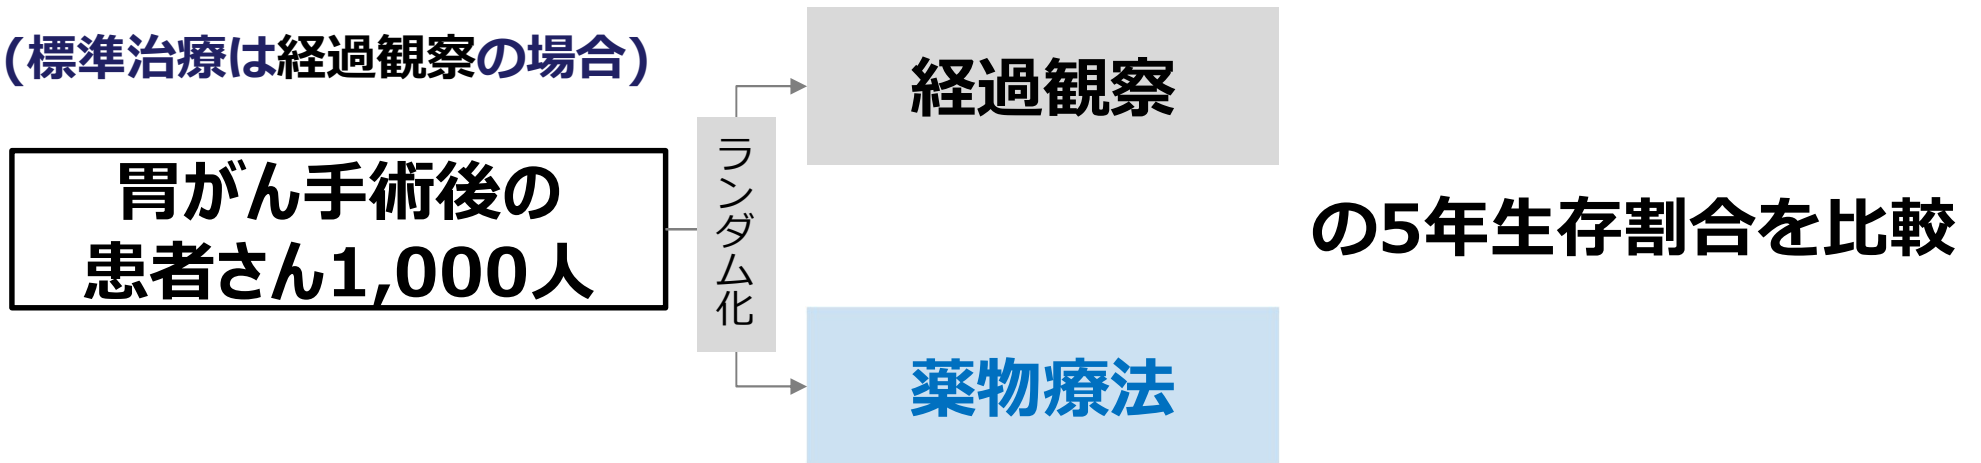 (標準治療は経過観察の場合)
胃がん手術後の
患者さん1,000人
ランダム化
経過観察
薬物療法
の5年生存割合を比較